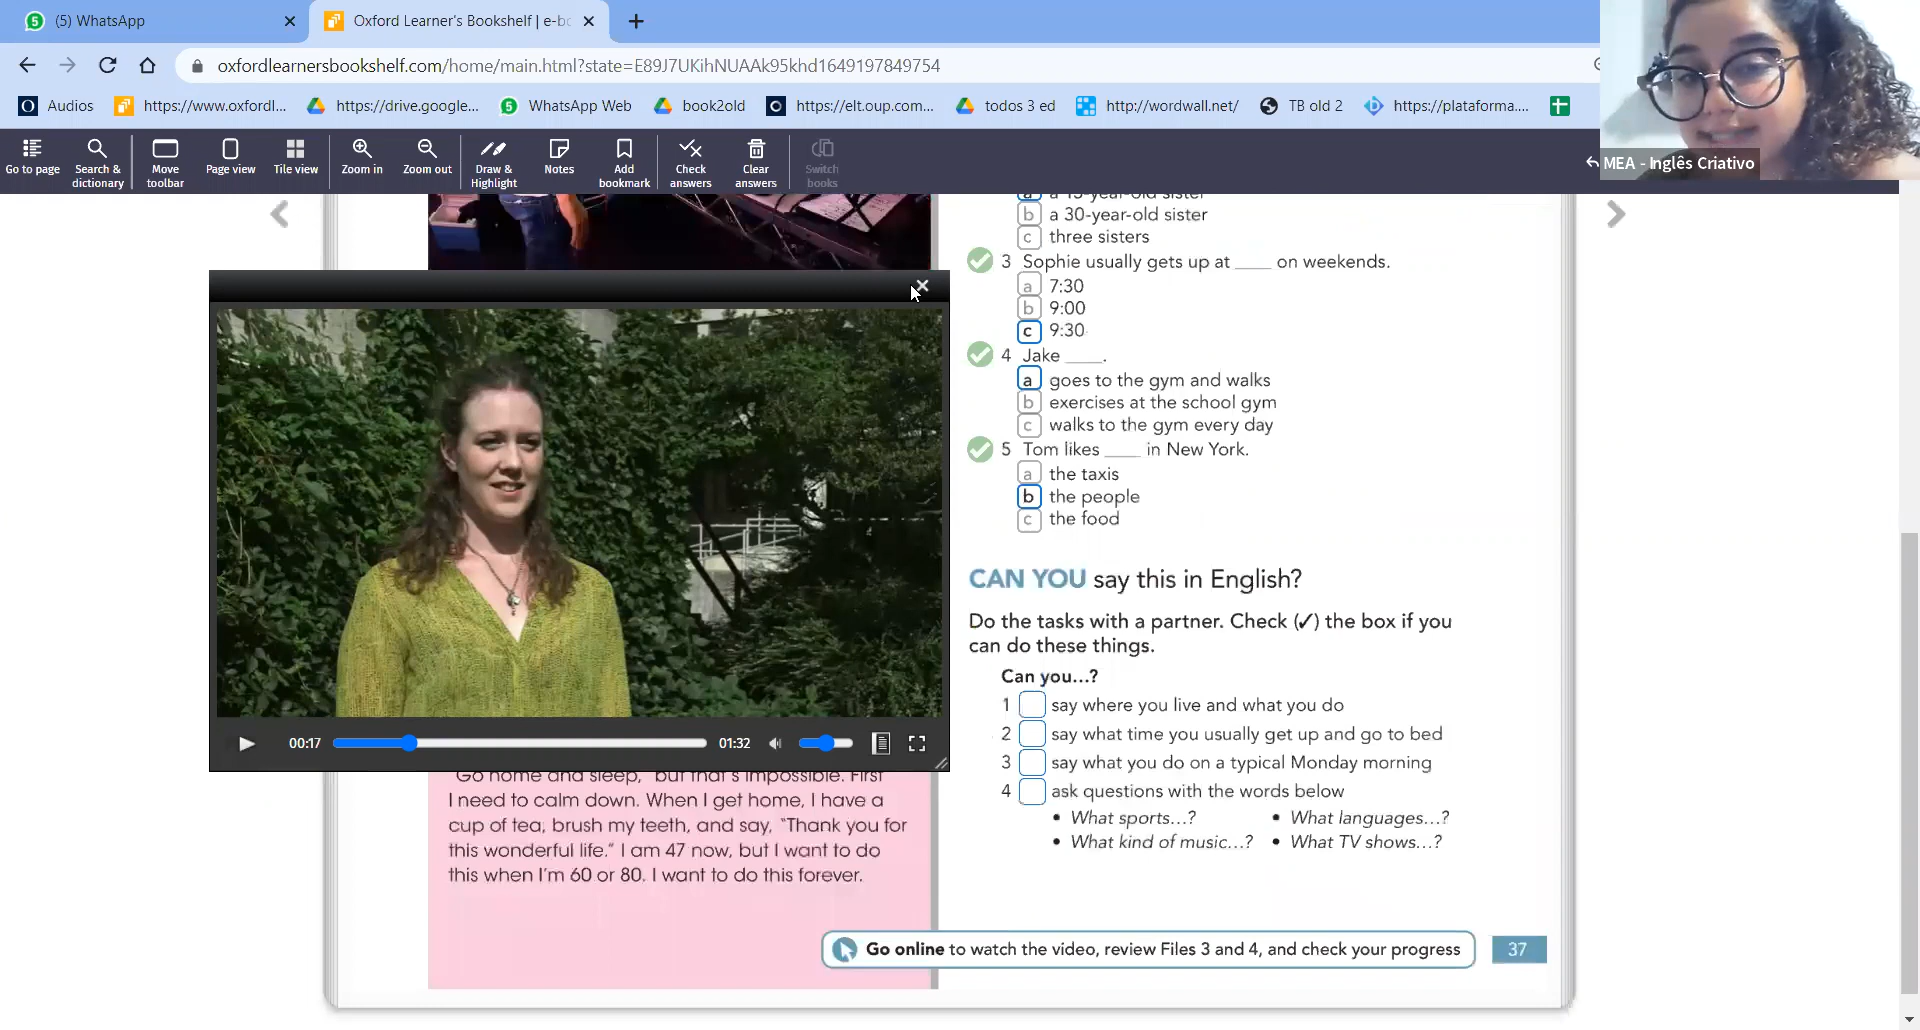 (5) WhatsApp
Oxford Learner's Bookshelf | e-bo
oxfordlearnersbookshelf.com/home/main.html?state=E89J7UKihNUAAk95khd1649197849754
Audios
https://www.oxfordl...
https://drive.google...
WhatsApp Web
book2old
https://elt.oup.com...
todos 3 ed
http://wordwall.net/
TB old 2
https://plataforma....
Go to page
Search & dictionary
Move toolbar
Page view
Tile view
Zoom in
Zoom out
Draw & Highlight
Notes
Add bookmark
Check answers
Clear answers
Switch books
MEA - Inglês Criativo
b a 30-year-old sister
c three sisters
3 Sophie usually gets up at ____ on weekends.
a 7:30
b 9:00
c 9:30
4 Jake ____.
a goes to the gym and walks
b exercises at the school gym
c walks to the gym every day
5 Tom likes ____ in New York.
a the taxis
b the people
c the food
00:17
01:32
"Go home and sleep," but that's impossible. First
I need to calm down. When I get home, I have a
cup of tea, brush my teeth, and say, "Thank you for
this wonderful life." I am 47 now, but I want to do
this when I'm 60 or 80. I want to do this forever.
CAN YOU say this in English?
Do the tasks with a partner. Check (✓) the box if you
can do these things.
Can you...?
1 say where you live and what you do
2 say what time you usually get up and go to bed
3 say what you do on a typical Monday morning
4 ask questions with the words below
• What sports...? • What languages...?
• What kind of music...? • What TV shows...?
Go online to watch the video, review Files 3 and 4, and check your progress
37